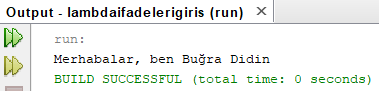 Output - lambdaifadelerigiris (run) ×
run:
Merhabalar, ben Buğra Didin
BUILD SUCCESSFUL (total time: 0 seconds)